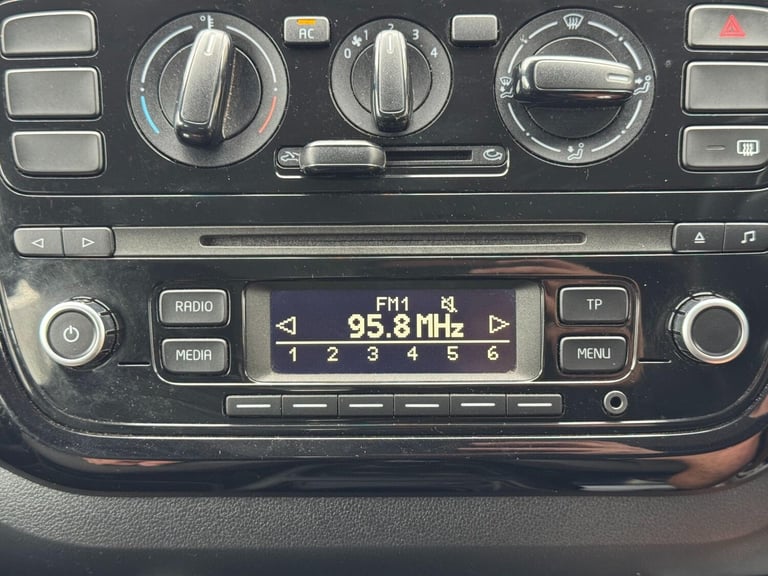 AC
0 1 2 3 4
RADIO
MEDIA
FM1
95.8 MHz
1 2 3 4 5 6
TP
MENU